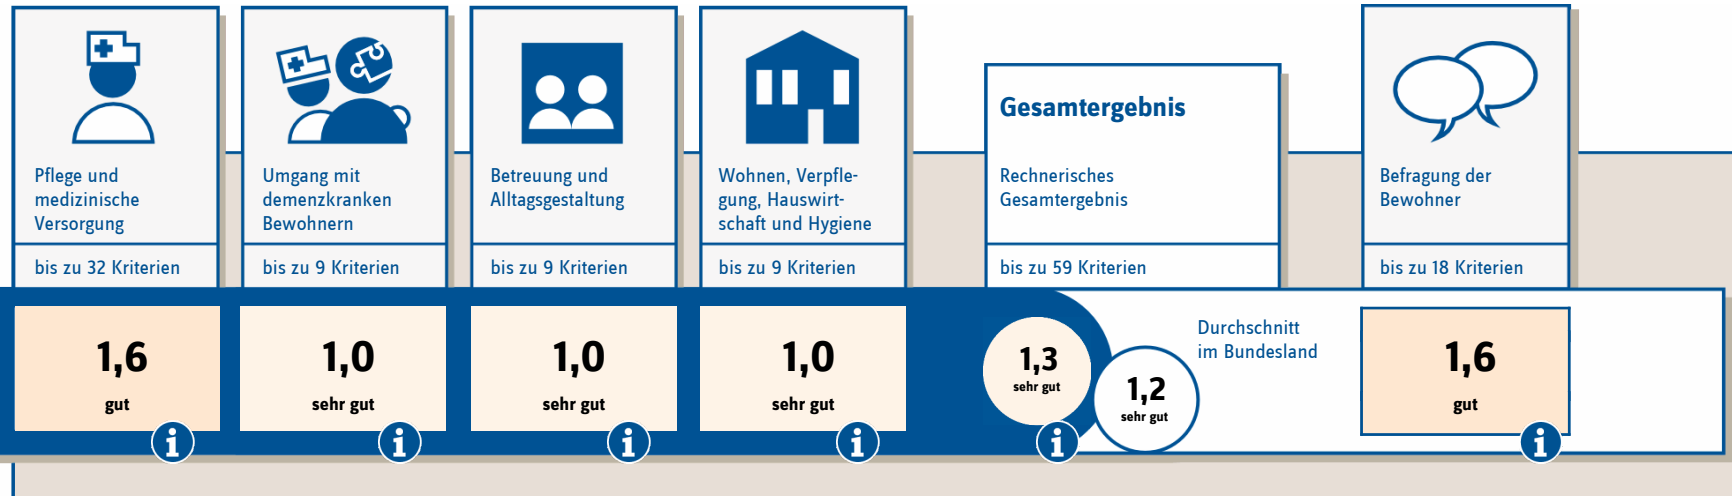 Pflege und
medizinische
Versorgung
bis zu 32 Kriterien
1,6
gut
i
Umgang mit
demenzkranken
Bewohnern
bis zu 9 Kriterien
1,0
sehr gut
i
Betreuung und
Alltagsgestaltung
bis zu 9 Kriterien
1,0
sehr gut
i
Wohnen, Verpfle-
gung, Hauswirt-
schaft und Hygiene
bis zu 9 Kriterien
1,0
sehr gut
i
Gesamtergebnis
Rechnerisches
Gesamtergebnis
bis zu 59 Kriterien
1,3
sehr gut
i
1,2
sehr gut
Durchschnitt
im Bundesland
Befragung der
Bewohner
bis zu 18 Kriterien
1,6
gut
i